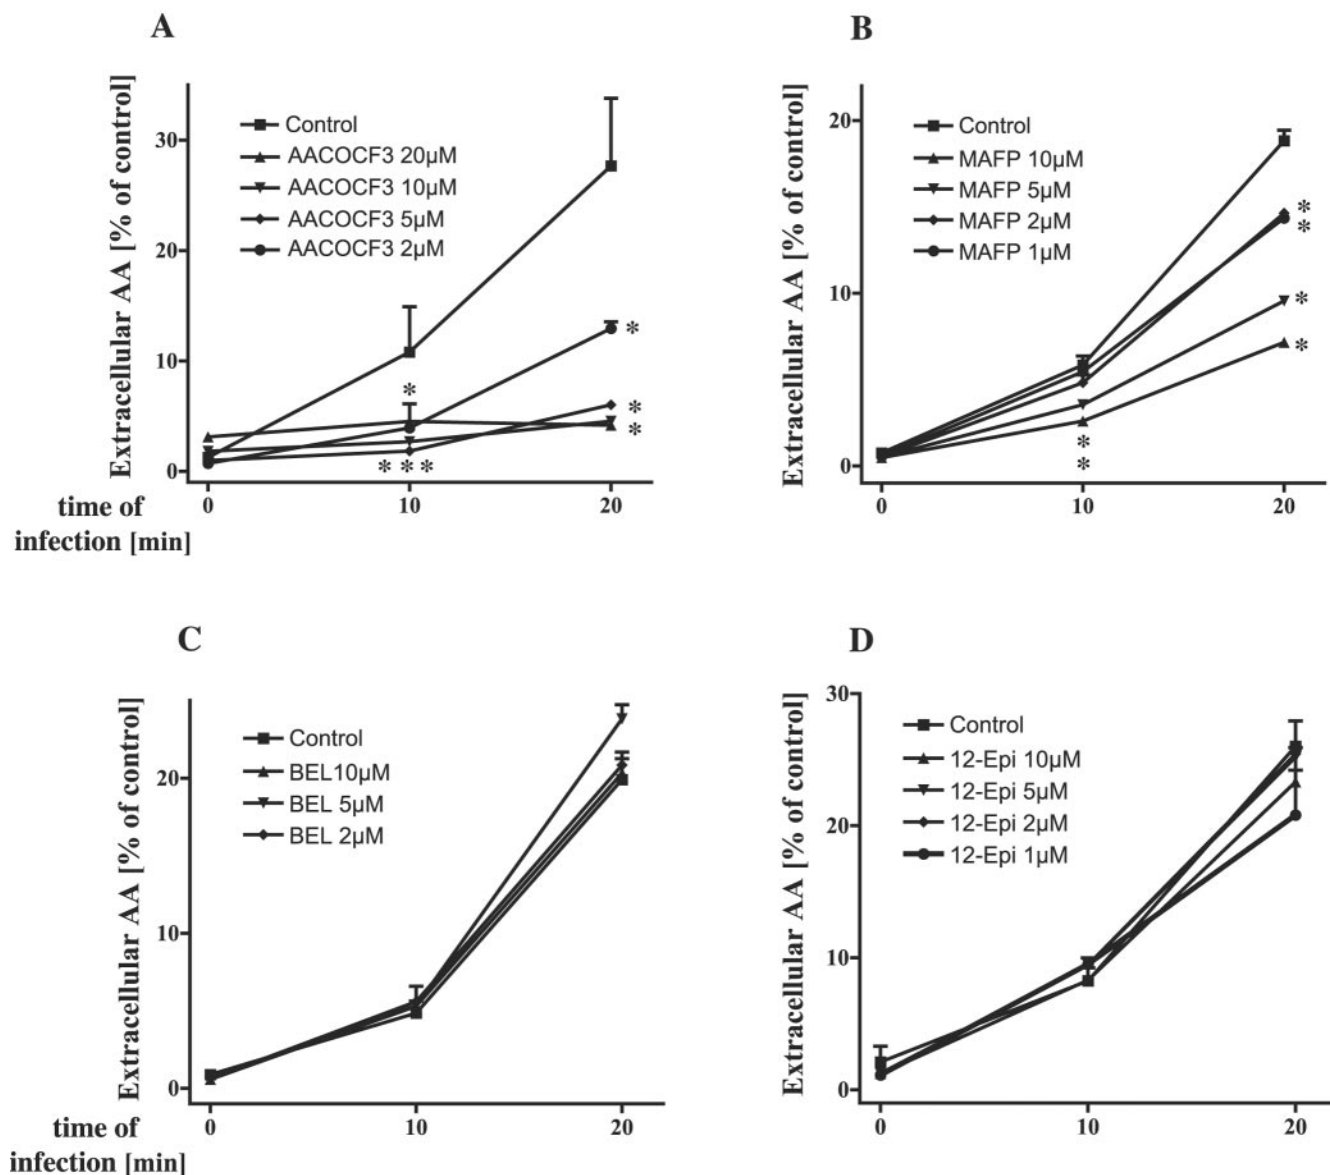 A
Extracellular AA [% of control]
30
20
10
0
Control
AACOCF3 20µM
AACOCF3 10µM
AACOCF3 5µM
AACOCF3 2µM
*
*
*
*
* * *
0
10
20
time of
infection [min]
B
Extracellular AA [% of control]
20
10
0
Control
MAFP 10µM
MAFP 5µM
MAFP 2µM
MAFP 1µM
*
*
*
*
*
*
0
10
20
C
Extracellular AA [% of control]
20
10
0
Control
BEL10µM
BEL 5µM
BEL 2µM
0
10
20
time of
infection [min]
D
Extracellular AA [% of control]
30
20
10
0
Control
12-Epi 10µM
12-Epi 5µM
12-Epi 2µM
12-Epi 1µM
0
10
20